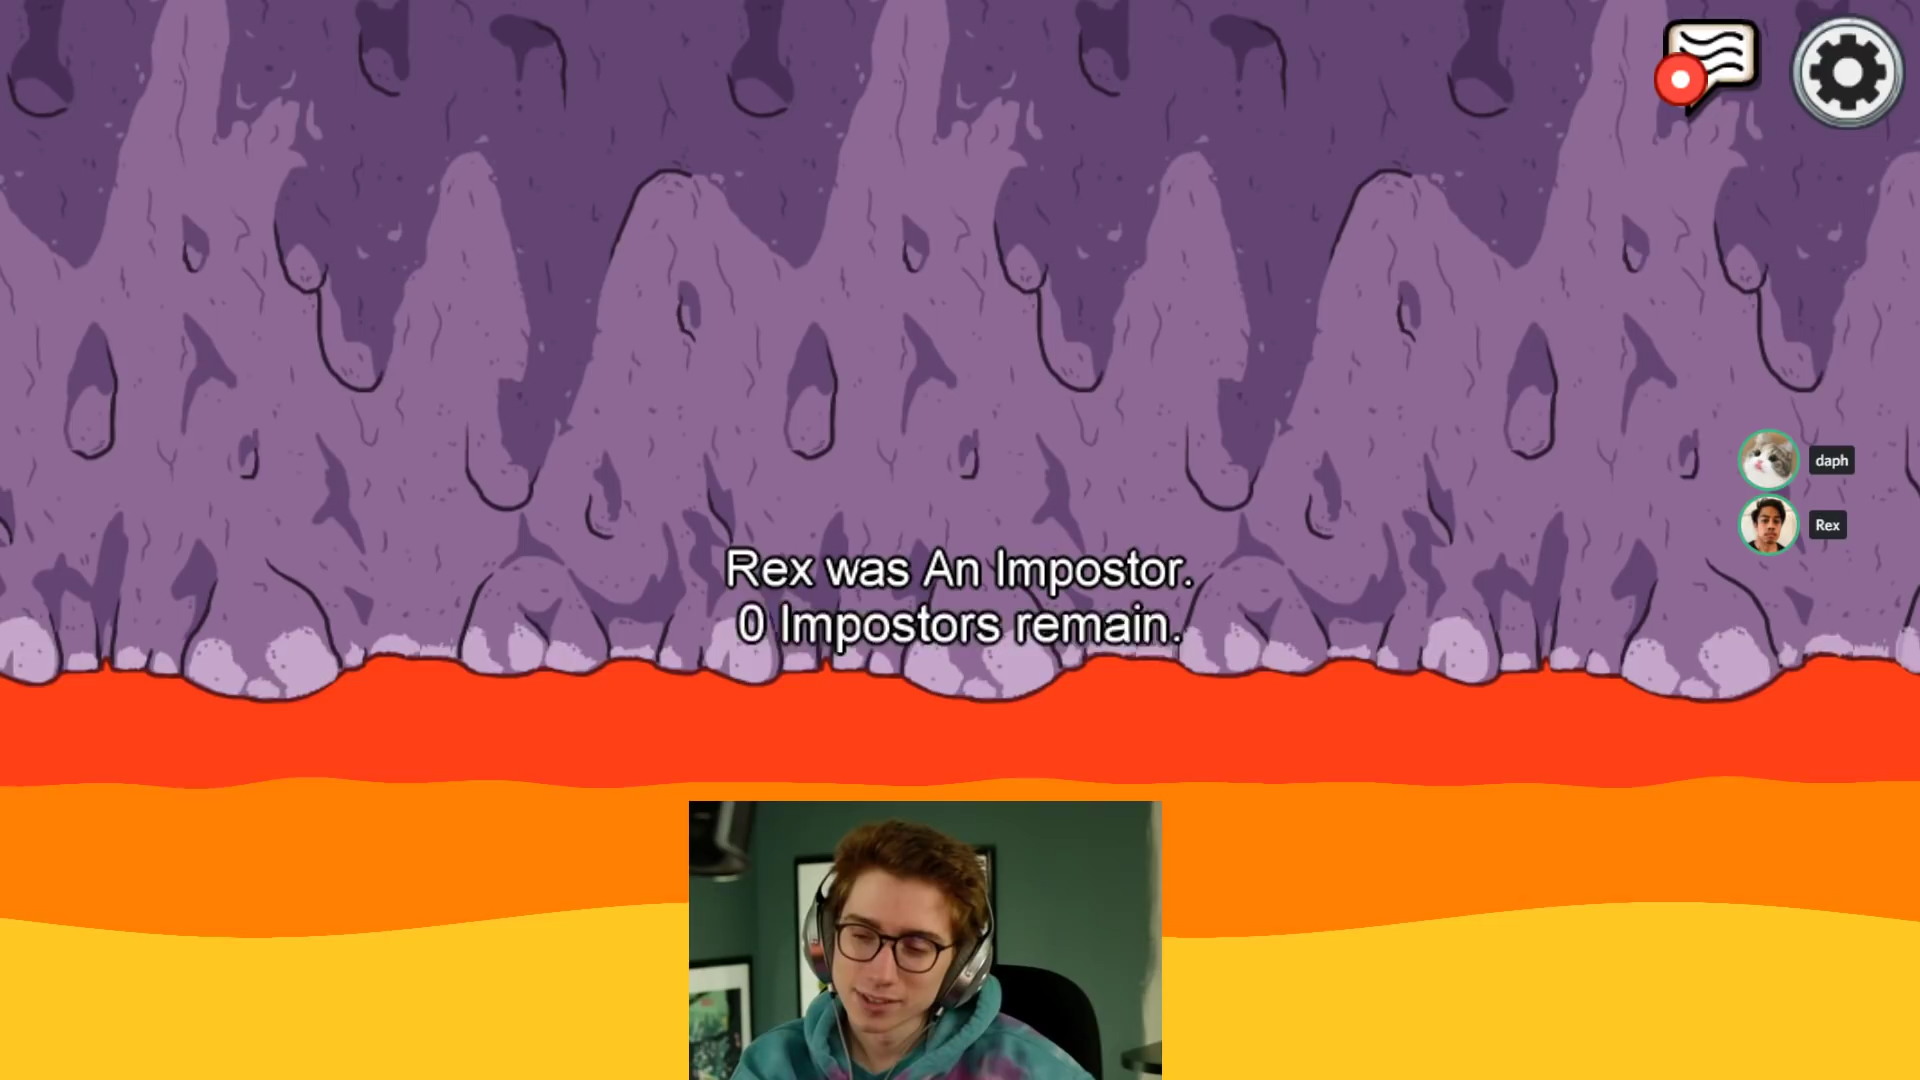 daph
Rex
Rex was An Impostor.
0 Impostors remain.